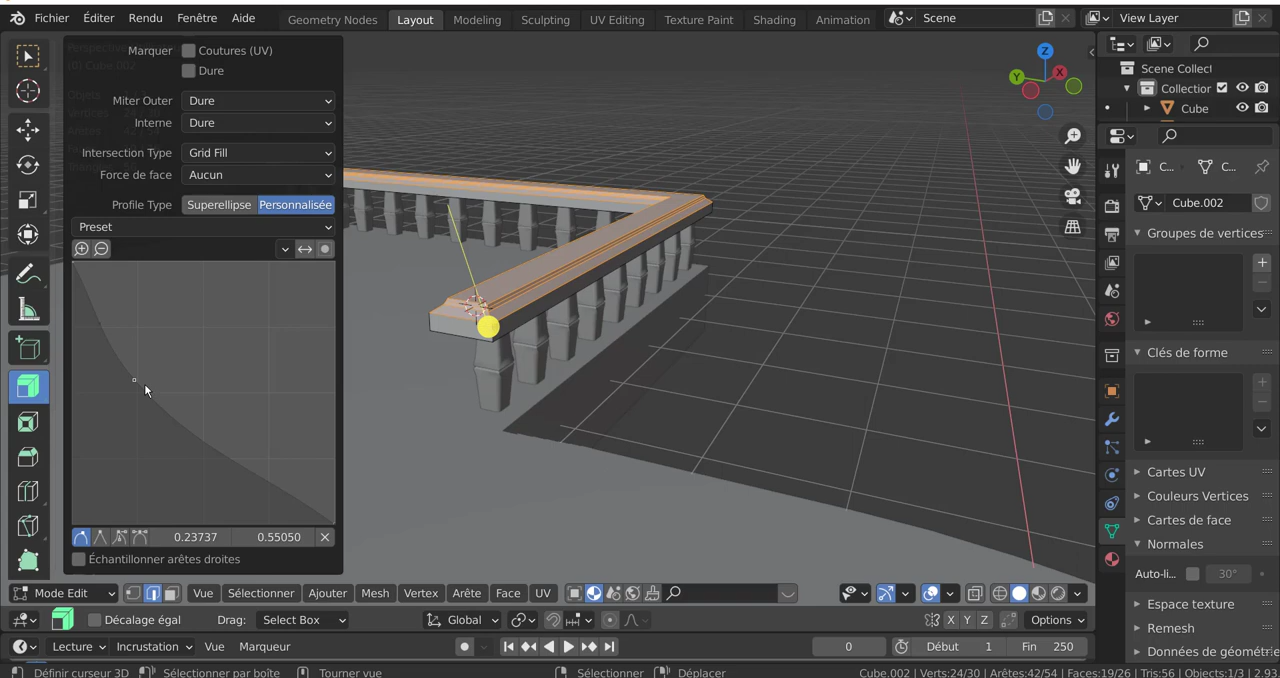 Fichier Éditer Rendu Fenêtre Aide Geometry Nodes Layout Modeling Sculpting UV Editing Texture Paint Shading Animation Scene View Layer
Marquer Coutures (UV)
Dure
Miter Outer Dure
Interne Dure
Intersection Type Grid Fill
Force de face Aucun
Profile Type Superellipse Personnalisée
Preset
0.23737 0.55050
Échantillonner arêtes droites
Z
Y
X
Scene Collect
Collection
Cube
C... C...
Cube.002
Groupes de vertices
Clés de forme
Cartes UV
Couleurs Vertices
Cartes de face
Normales
Auto-li... 30°
Espace texture
Remesh
Données de géométrie
Mode Edit Vue Sélectionner Ajouter Mesh Vertex Arête Face UV
Décalage égal Drag: Select Box Global X Y Z Options
Lecture Incrustation Vue Marqueur 0 Début 1 Fin 250
Définir curseur 3D Sélectionner par boîte Tourner vue Sélectionner Déplacer Cube.002 | Verts:24/30 | Arêtes:42/54 | Faces:19/26 | Tris:56 | Objets:1/3 | 2.93